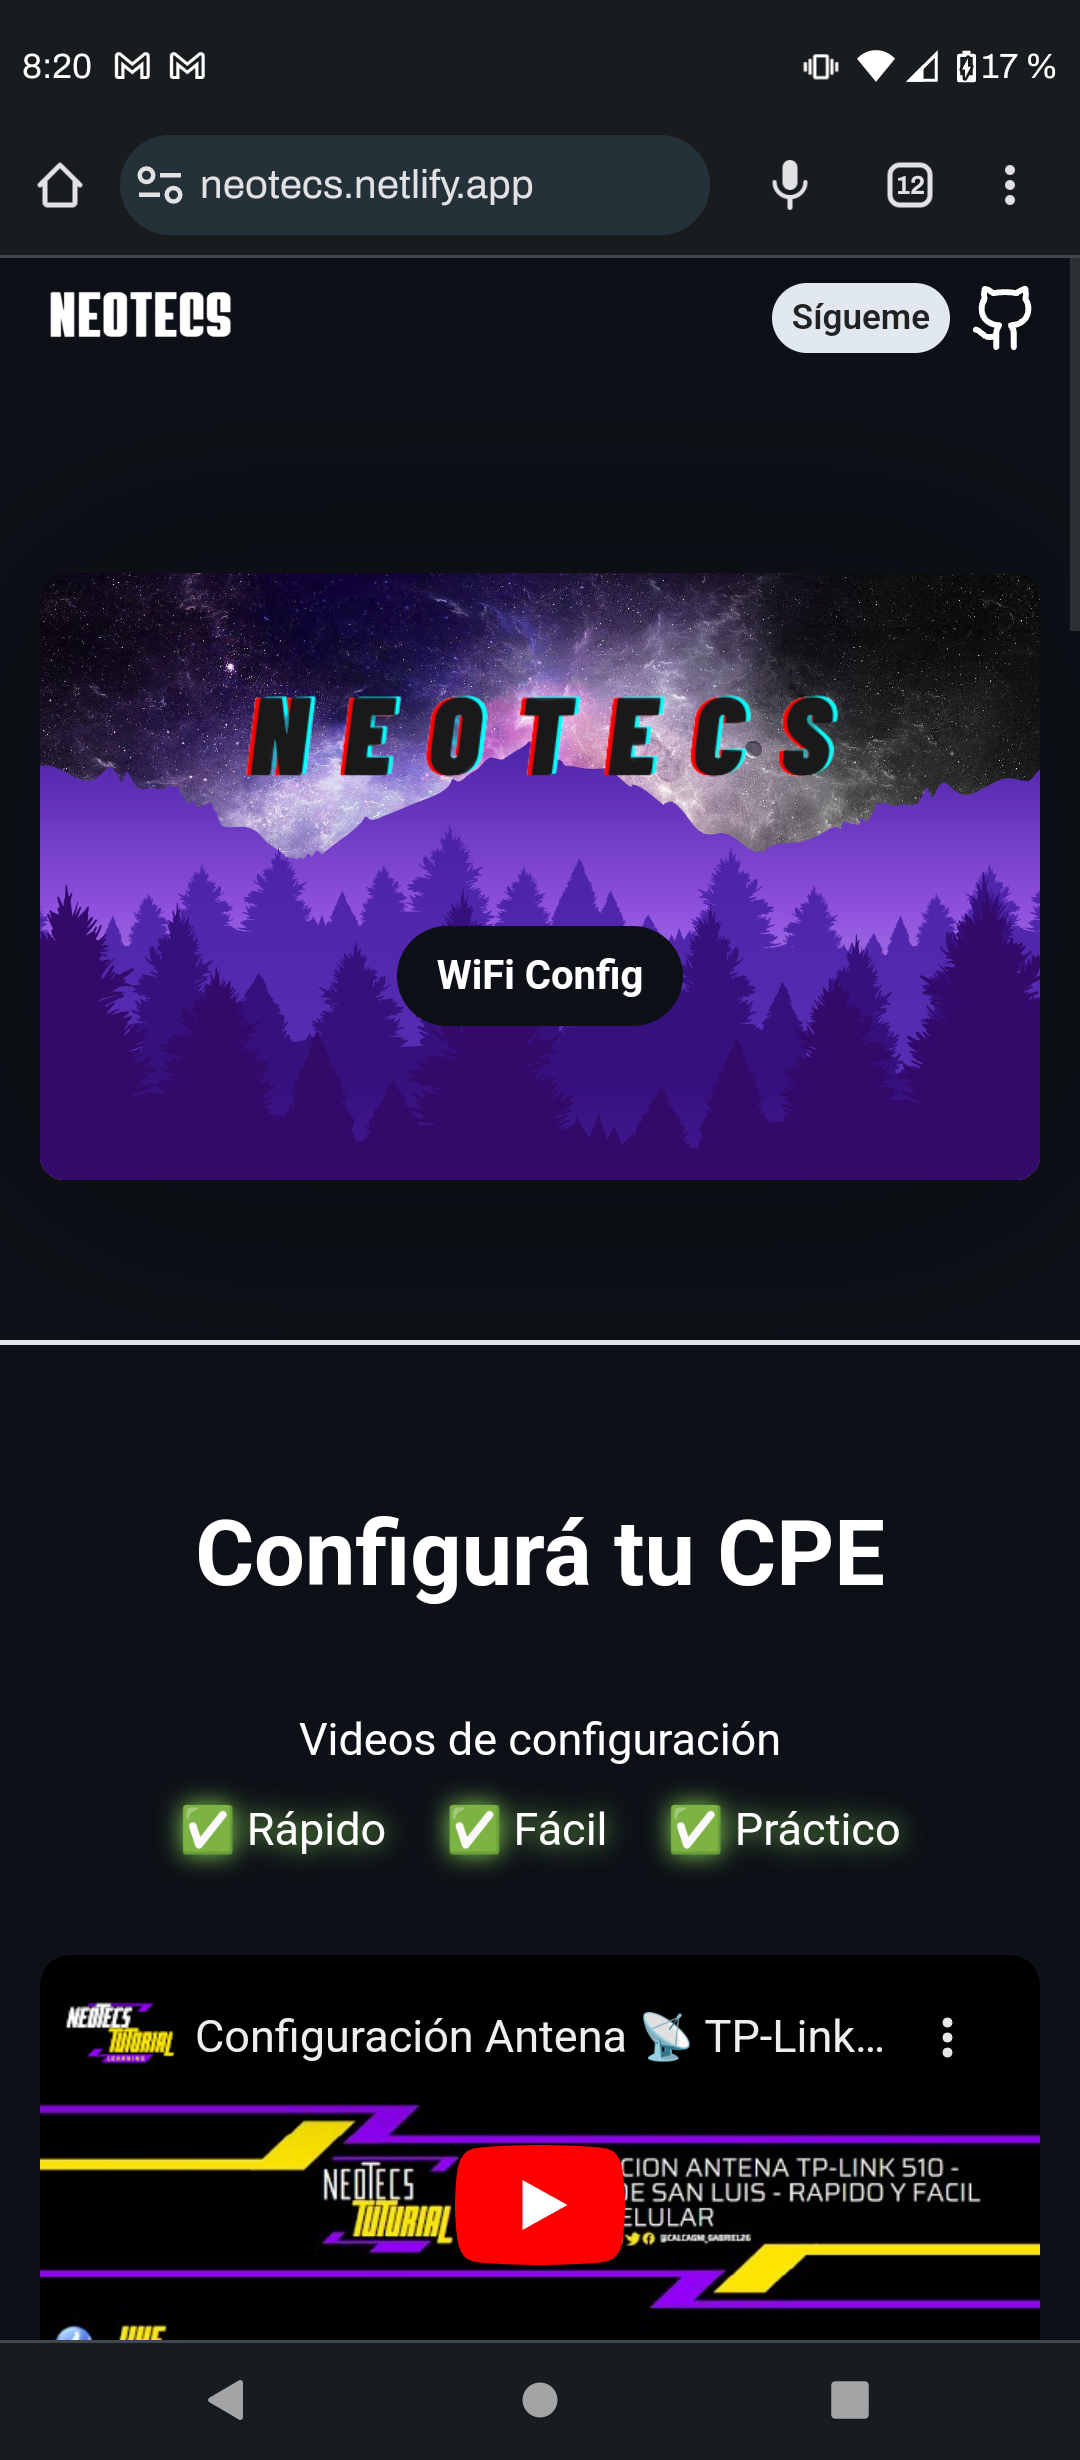 8:20
17 %
neotecs.netlify.app
12
NEOTECS
Sígueme
NEOTECS
WiFi Config
Configurá tu CPE
Videos de configuración
✅ Rápido ✅ Fácil ✅ Práctico
NEOTECS
TUTORIAL
LEARNING
Configuración Antena 📡 TP-Link…
NEOTECS
TUTORIAL
CION ANTENA TP-LINK 510 -
DE SAN LUIS - RAPIDO Y FACIL
ELULAR
@CALCAGNI_GABRIEL26